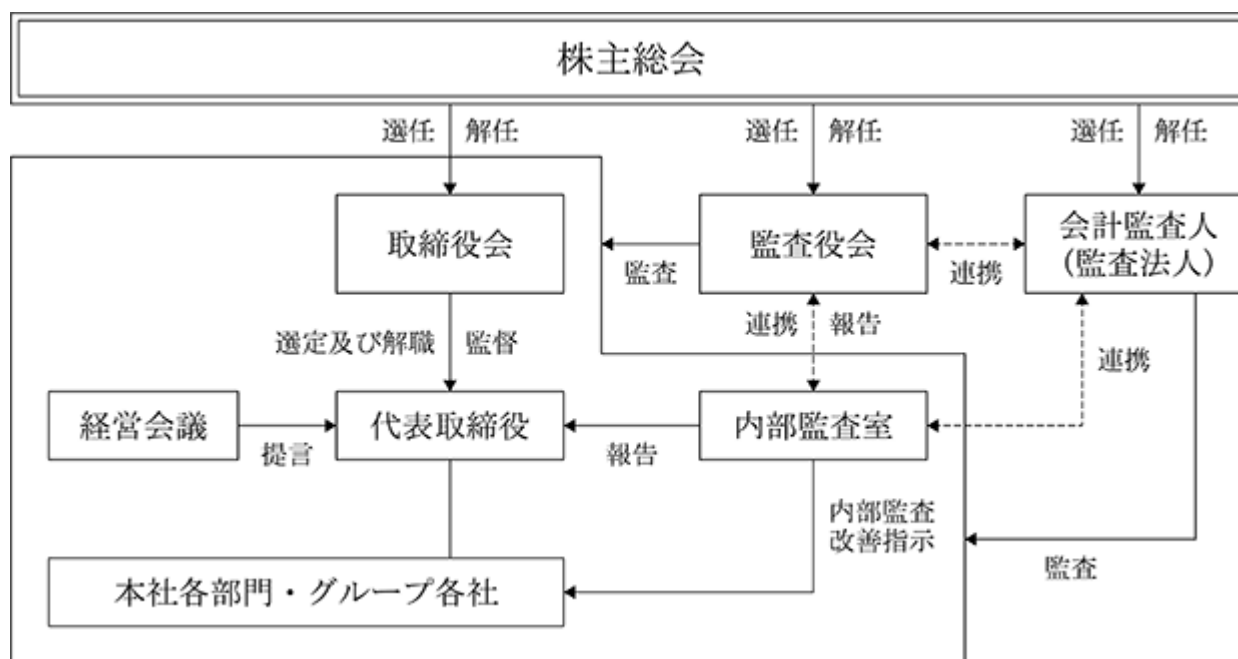 株主総会
選任 解任
選任 解任
選任 解任
取締役会
監査
監査役会
連携
会計監査人
(監査法人)
選定及び解職 監督
連携 報告
連携
経営会議
提言
代表取締役
報告
内部監査室
内部監査
改善指示
監査
本社各部門・グループ各社